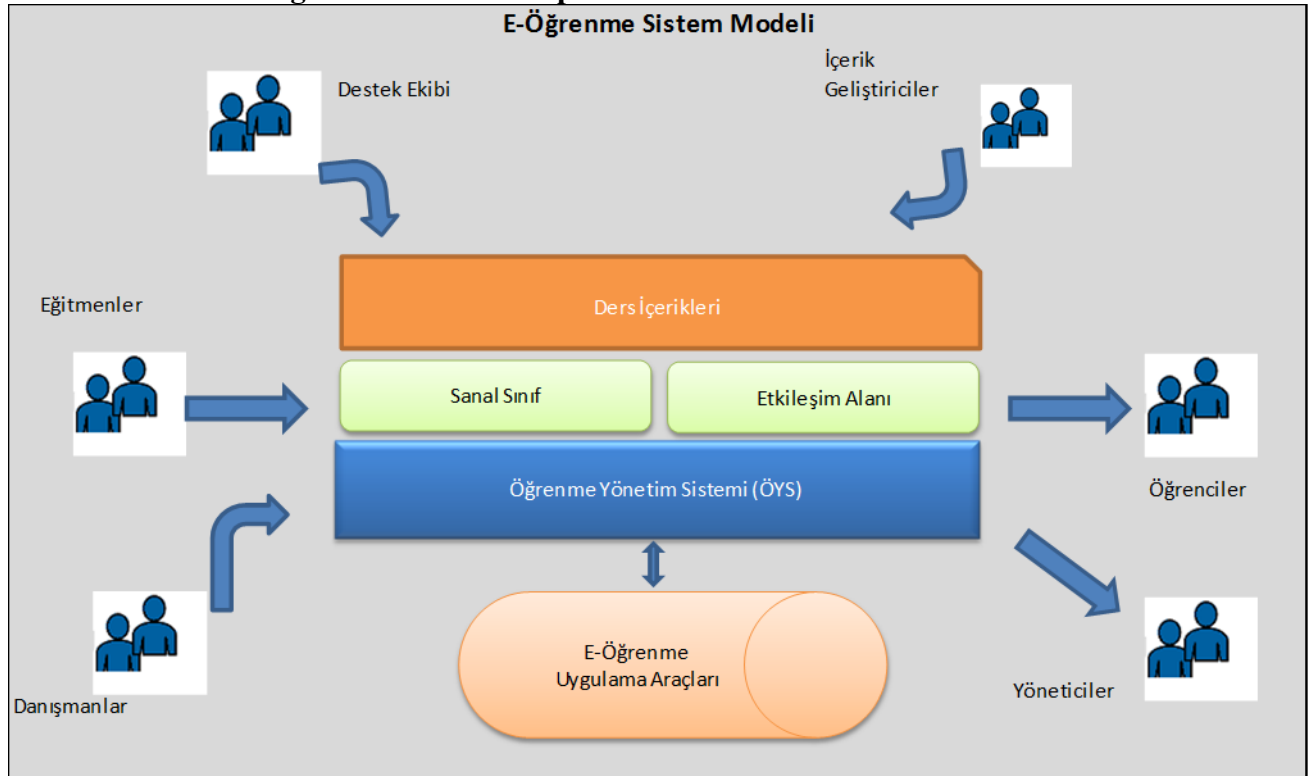 E-Öğrenme Sistem Modeli
Destek Ekibi
İçerik
Geliştiriciler
Eğitmenler
Ders İçerikleri
Sanal Sınıf
Etkileşim Alanı
Öğrenme Yönetim Sistemi (ÖYS)
Öğrenciler
E-Öğrenme
Uygulama Araçları
Danışmanlar
Yöneticiler